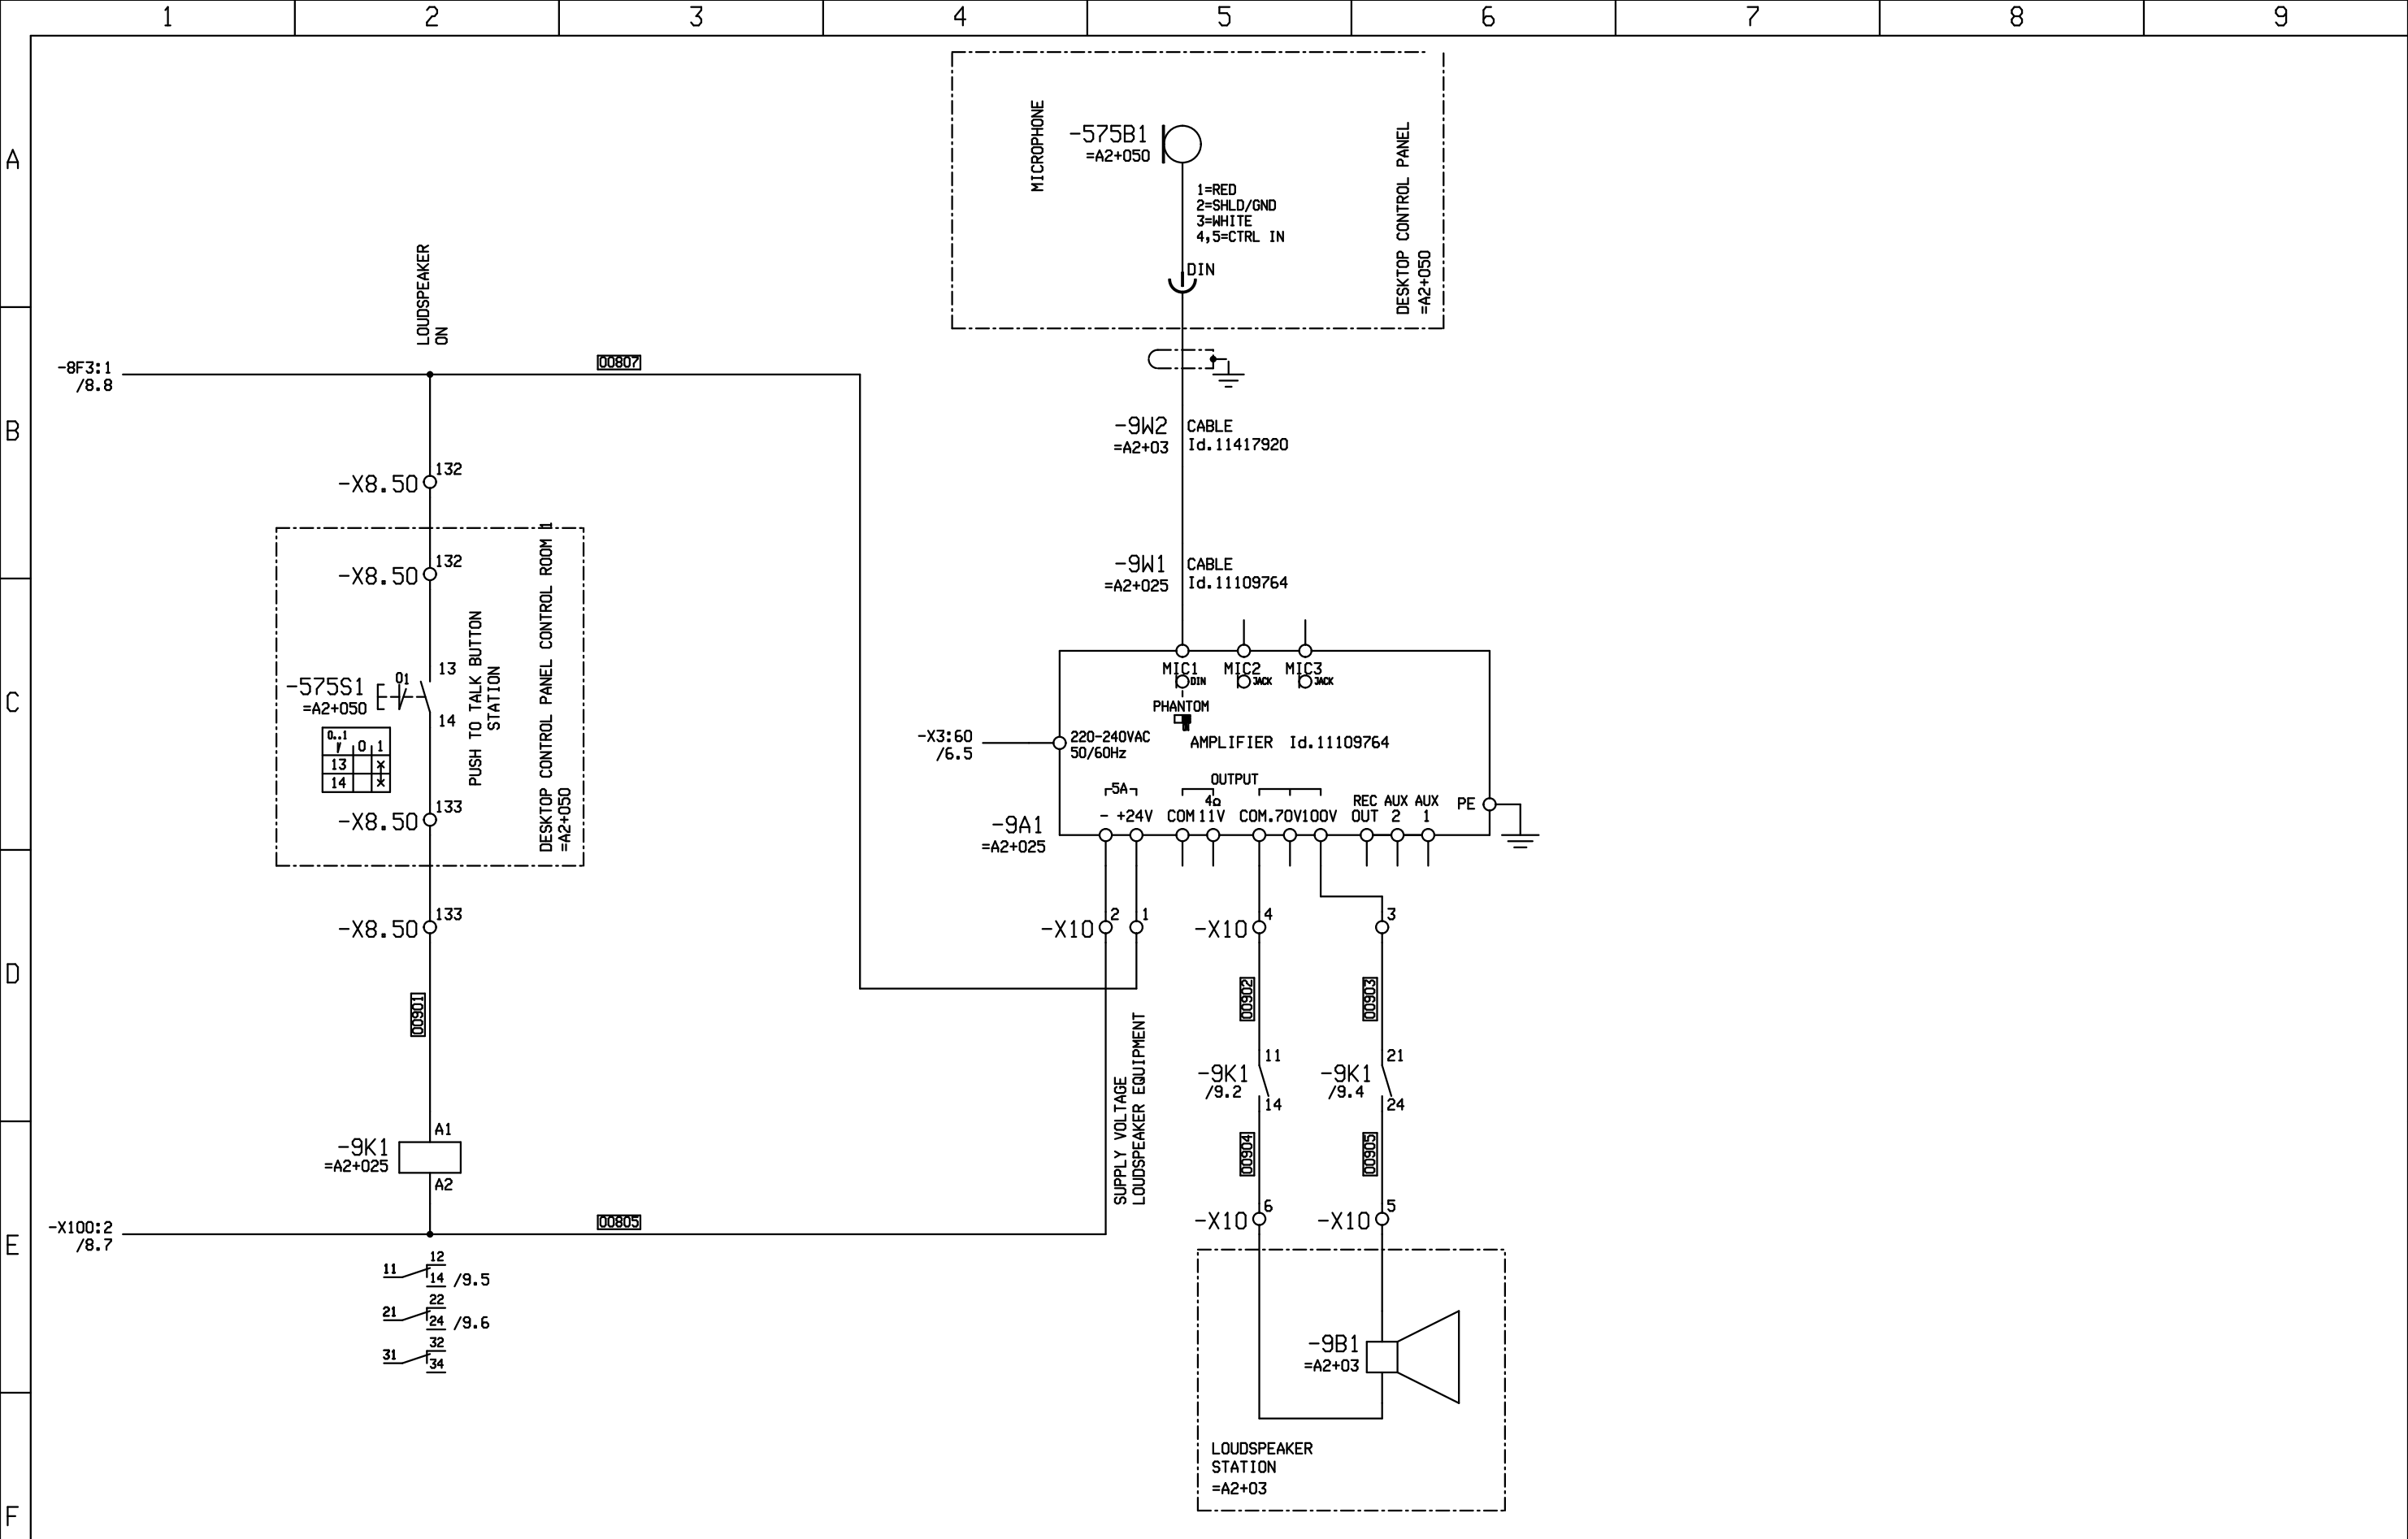 1 2 3 4 5 6 7 8 9
A
B
C
D
E
F
LOUDSPEAKER
ON
-8F3:1
/8.8
00807
-X8.50 132
-X8.50 132
-575S1
=A2+050
01
13
14
0..1
0 1
13 x
14 x
PUSH TO TALK BUTTON
STATION
DESKTOP CONTROL PANEL CONTROL ROOM 1
=A2+050
-X8.50 133
-X8.50 133
00901
-9K1
=A2+025
A1
A2
-X100:2
/8.7
00805
11 12
14 /9.5
21 22
24 /9.6
31 32
34
MICROPHONE
-575B1
=A2+050
1=RED
2=SHLD/GND
3=WHITE
4,5=CTRL IN
DIN
DESKTOP CONTROL PANEL
=A2+050
-9W2 CABLE
=A2+03 Id.11417920
-9W1 CABLE
=A2+025 Id.11109764
MIC1 MIC2 MIC3
DIN JACK JACK
PHANTOM
-X3:60
/6.5
220-240VAC
50/60Hz
AMPLIFIER Id.11109764
OUTPUT
5A
4Ω
- +24V COM 11V COM. 70V 100V
REC AUX AUX
OUT 2 1
PE
-9A1
=A2+025
-X10 2 1
-X10 4 3
SUPPLY VOLTAGE
LOUDSPEAKER EQUIPMENT
00902
00903
-9K1
/9.2
11
14
-9K1
/9.4
21
24
00904
00905
-X10 6
-X10 5
-9B1
=A2+03
LOUDSPEAKER
STATION
=A2+03